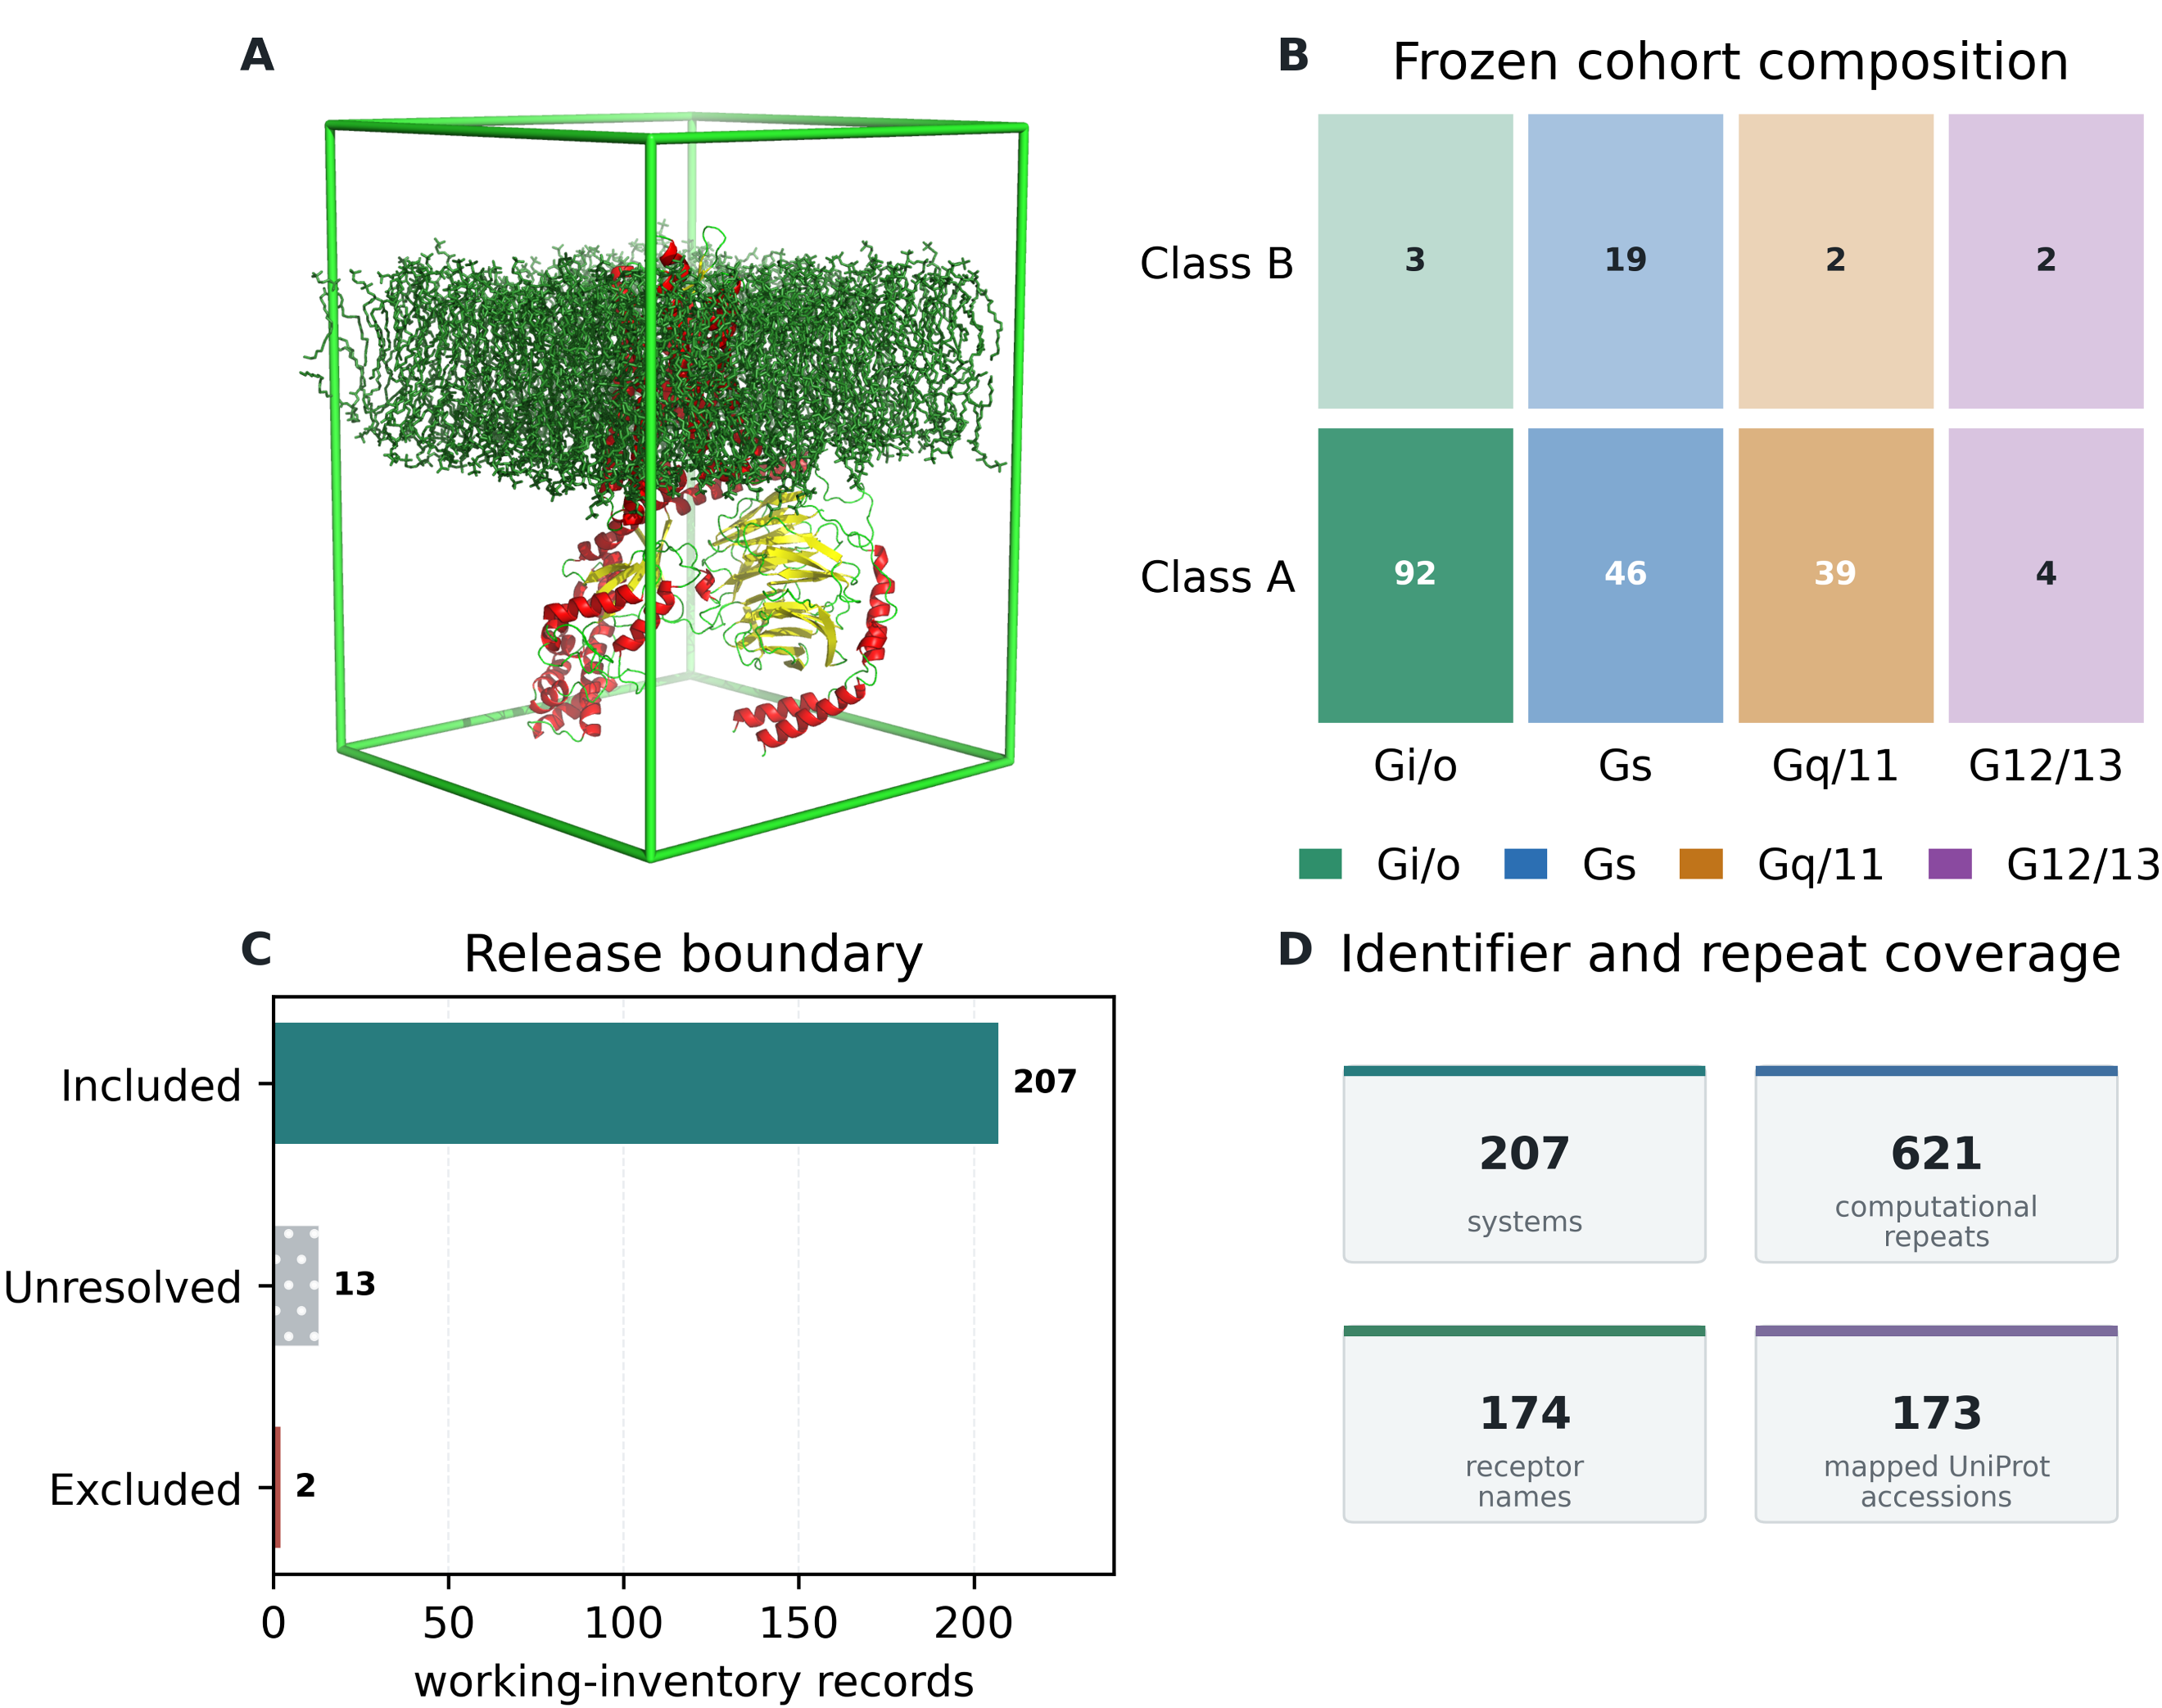 A
B Frozen cohort composition
Class B
3 19 2 2
Class A
92 46 39 4
Gi/o Gs Gq/11 G12/13
Gi/o Gs Gq/11 G12/13
C Release boundary
Included
207
Unresolved
13
Excluded
2
0 50 100 150 200
working-inventory records
D Identifier and repeat coverage
207
systems
621
computational
repeats
174
receptor
names
173
mapped UniProt
accessions